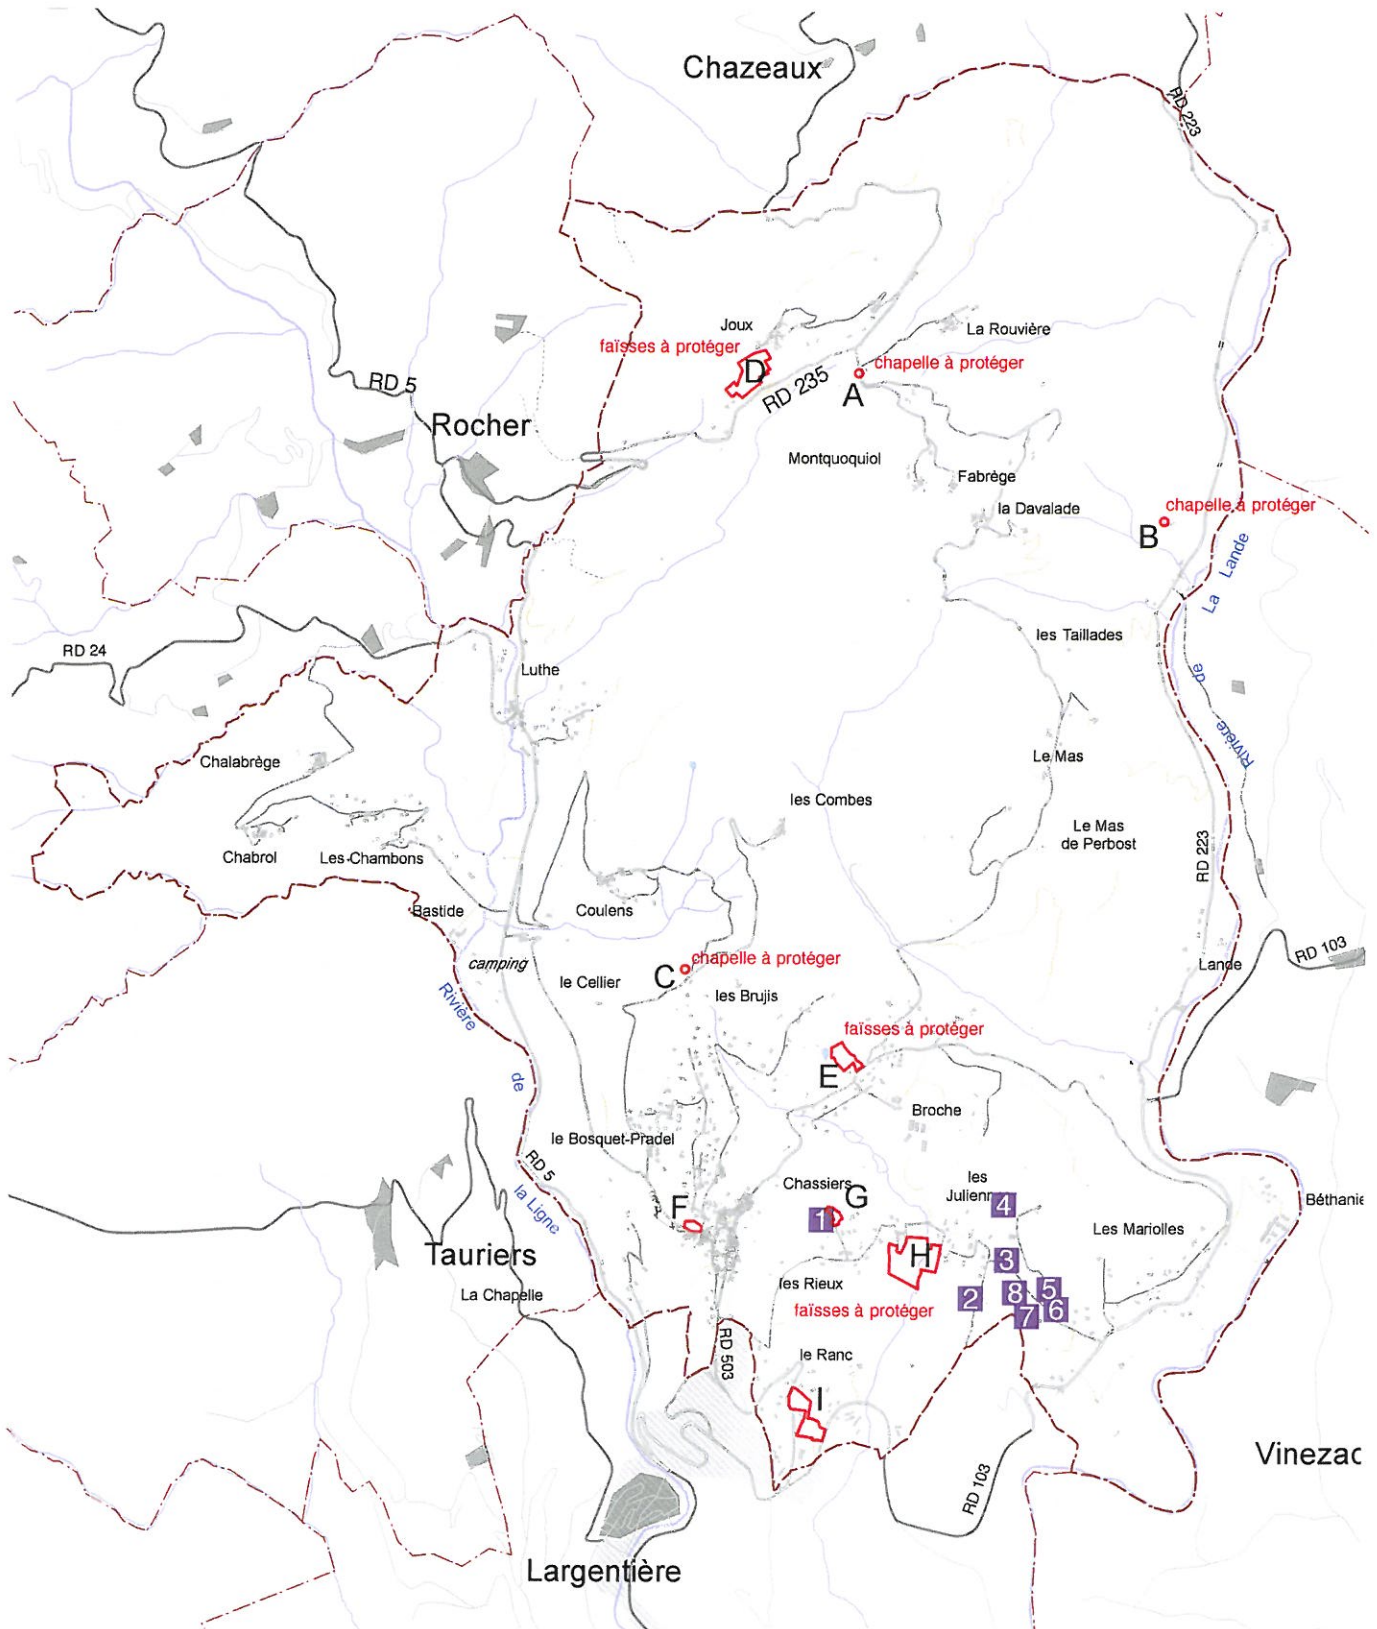 Chazeaux
RD 223
Joux
La Rouvière
faïsses à protéger
chapelle à protéger
D
RD 5
RD 235
A
Rocher
Montquoquiol
Fabrège
chapelle à protéger
la Davalade
B
La Lande
de
Rivière
les Taillades
RD 24
Luthe
Chalabrège
Le Mas
les Combes
Le Mas
de Perbost
Chabrol
Les Chambons
RD 223
Bastide
Coulens
RD 103
chapelle à protéger
camping
Lande
C
le Cellier
les Brujis
Rivière
de
la Ligne
faïsses à protéger
E
Broche
le Bosquet-Pradel
RD 5
Chassiers
les
Julienn
4
G
F
1
Béthanie
Les Mariolles
Tauriers
H
3
La Chapelle
les Rieux
2
8
5
6
7
faïsses à protéger
RD 503
le Ranc
I
Vinezac
RD 103
Largentière